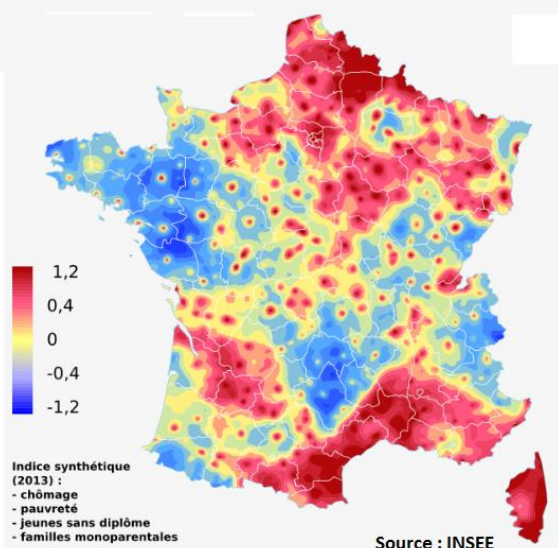 1,2
0,4
0
-0,4
-1,2
Indice synthétique
(2013) :
- chômage
- pauvreté
- jeunes sans diplôme
- familles monoparentales
Source : INSEE